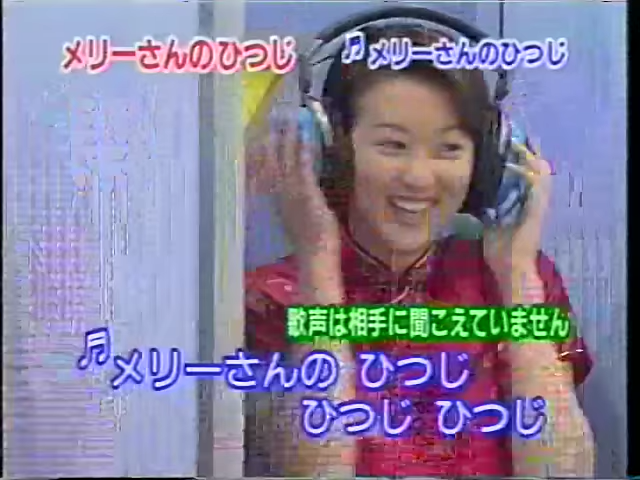 メリーさんのひつじ
♬メリーさんのひつじ
歌声は相手に聞こえていません
♬メリーさんの ひつじ
ひつじ ひつじ